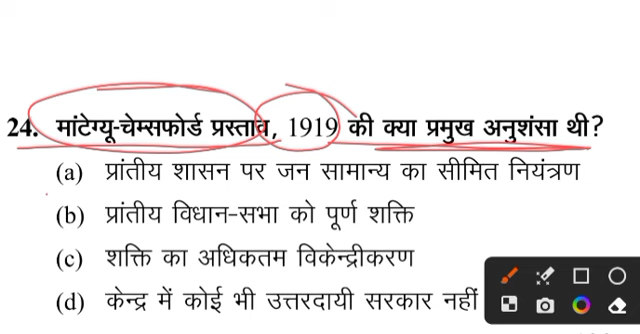 24. मांटेग्यू-चेम्सफोर्ड प्रस्ताव, 1919 की क्या प्रमुख अनुशंसा थी?
(a) प्रांतीय शासन पर जन सामान्य का सीमित नियंत्रण
(b) प्रांतीय विधान-सभा को पूर्ण शक्ति
(c) शक्ति का अधिकतम विकेन्द्रीकरण
(d) केन्द्र में कोई भी उत्तरदायी सरकार नहीं